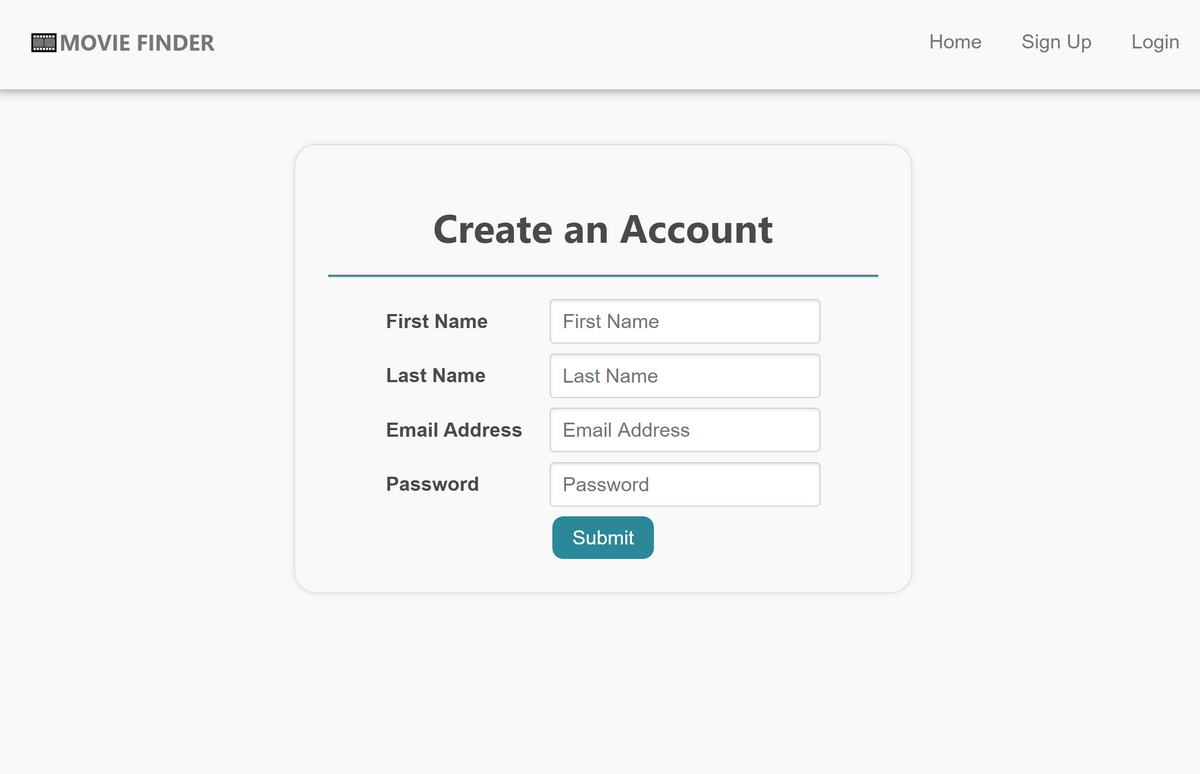 MOVIE FINDER
Home Sign Up Login
Create an Account
First Name First Name
Last Name Last Name
Email Address Email Address
Password Password
Submit